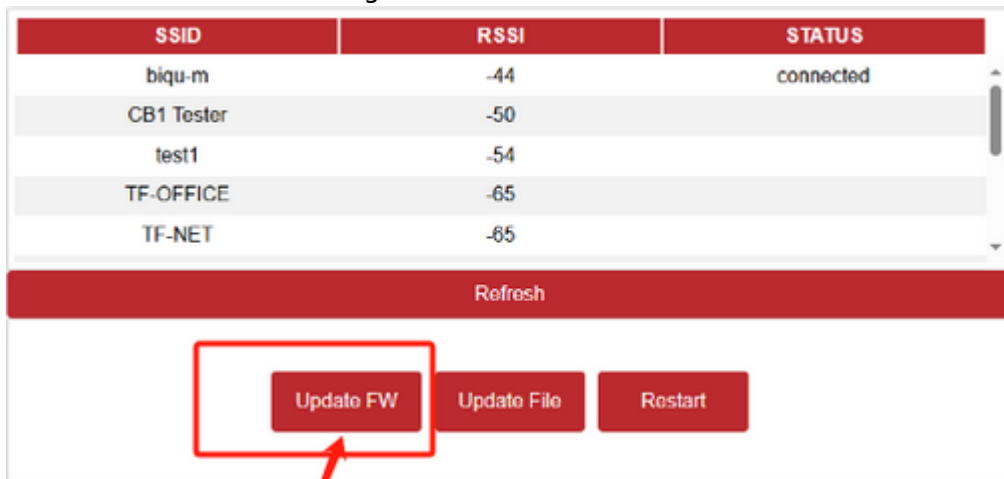 SSID RSSI STATUS
biqu-m -44 connected
CB1 Tester -50
test1 -54
TF-OFFICE -65
TF-NET -65
Refresh
Update FW Update File Restart